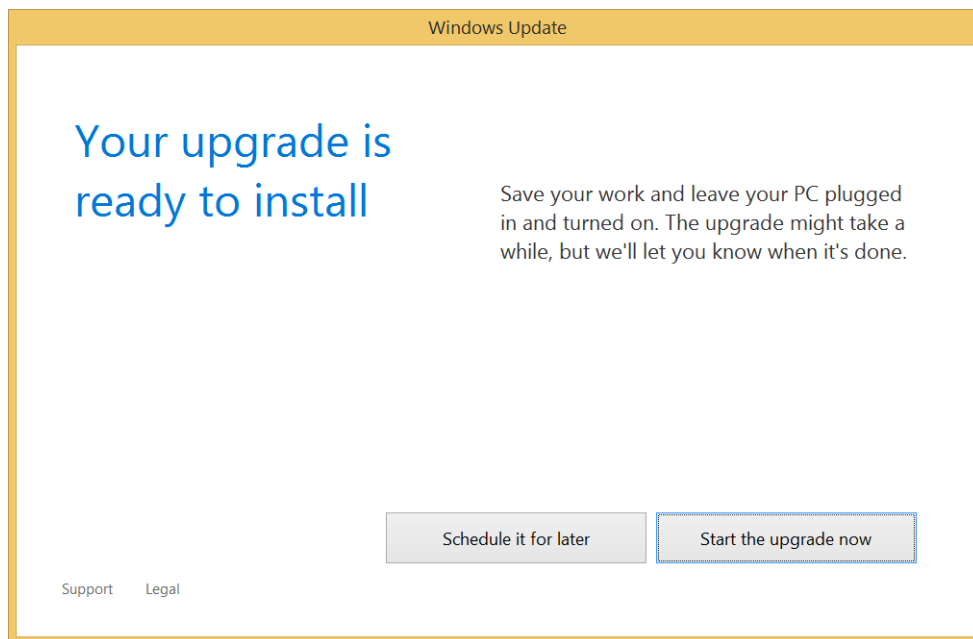 Windows Update
Your upgrade is
ready to install
Save your work and leave your PC plugged
in and turned on. The upgrade might take a
while, but we'll let you know when it's done.
Schedule it for later
Start the upgrade now
Support
Legal